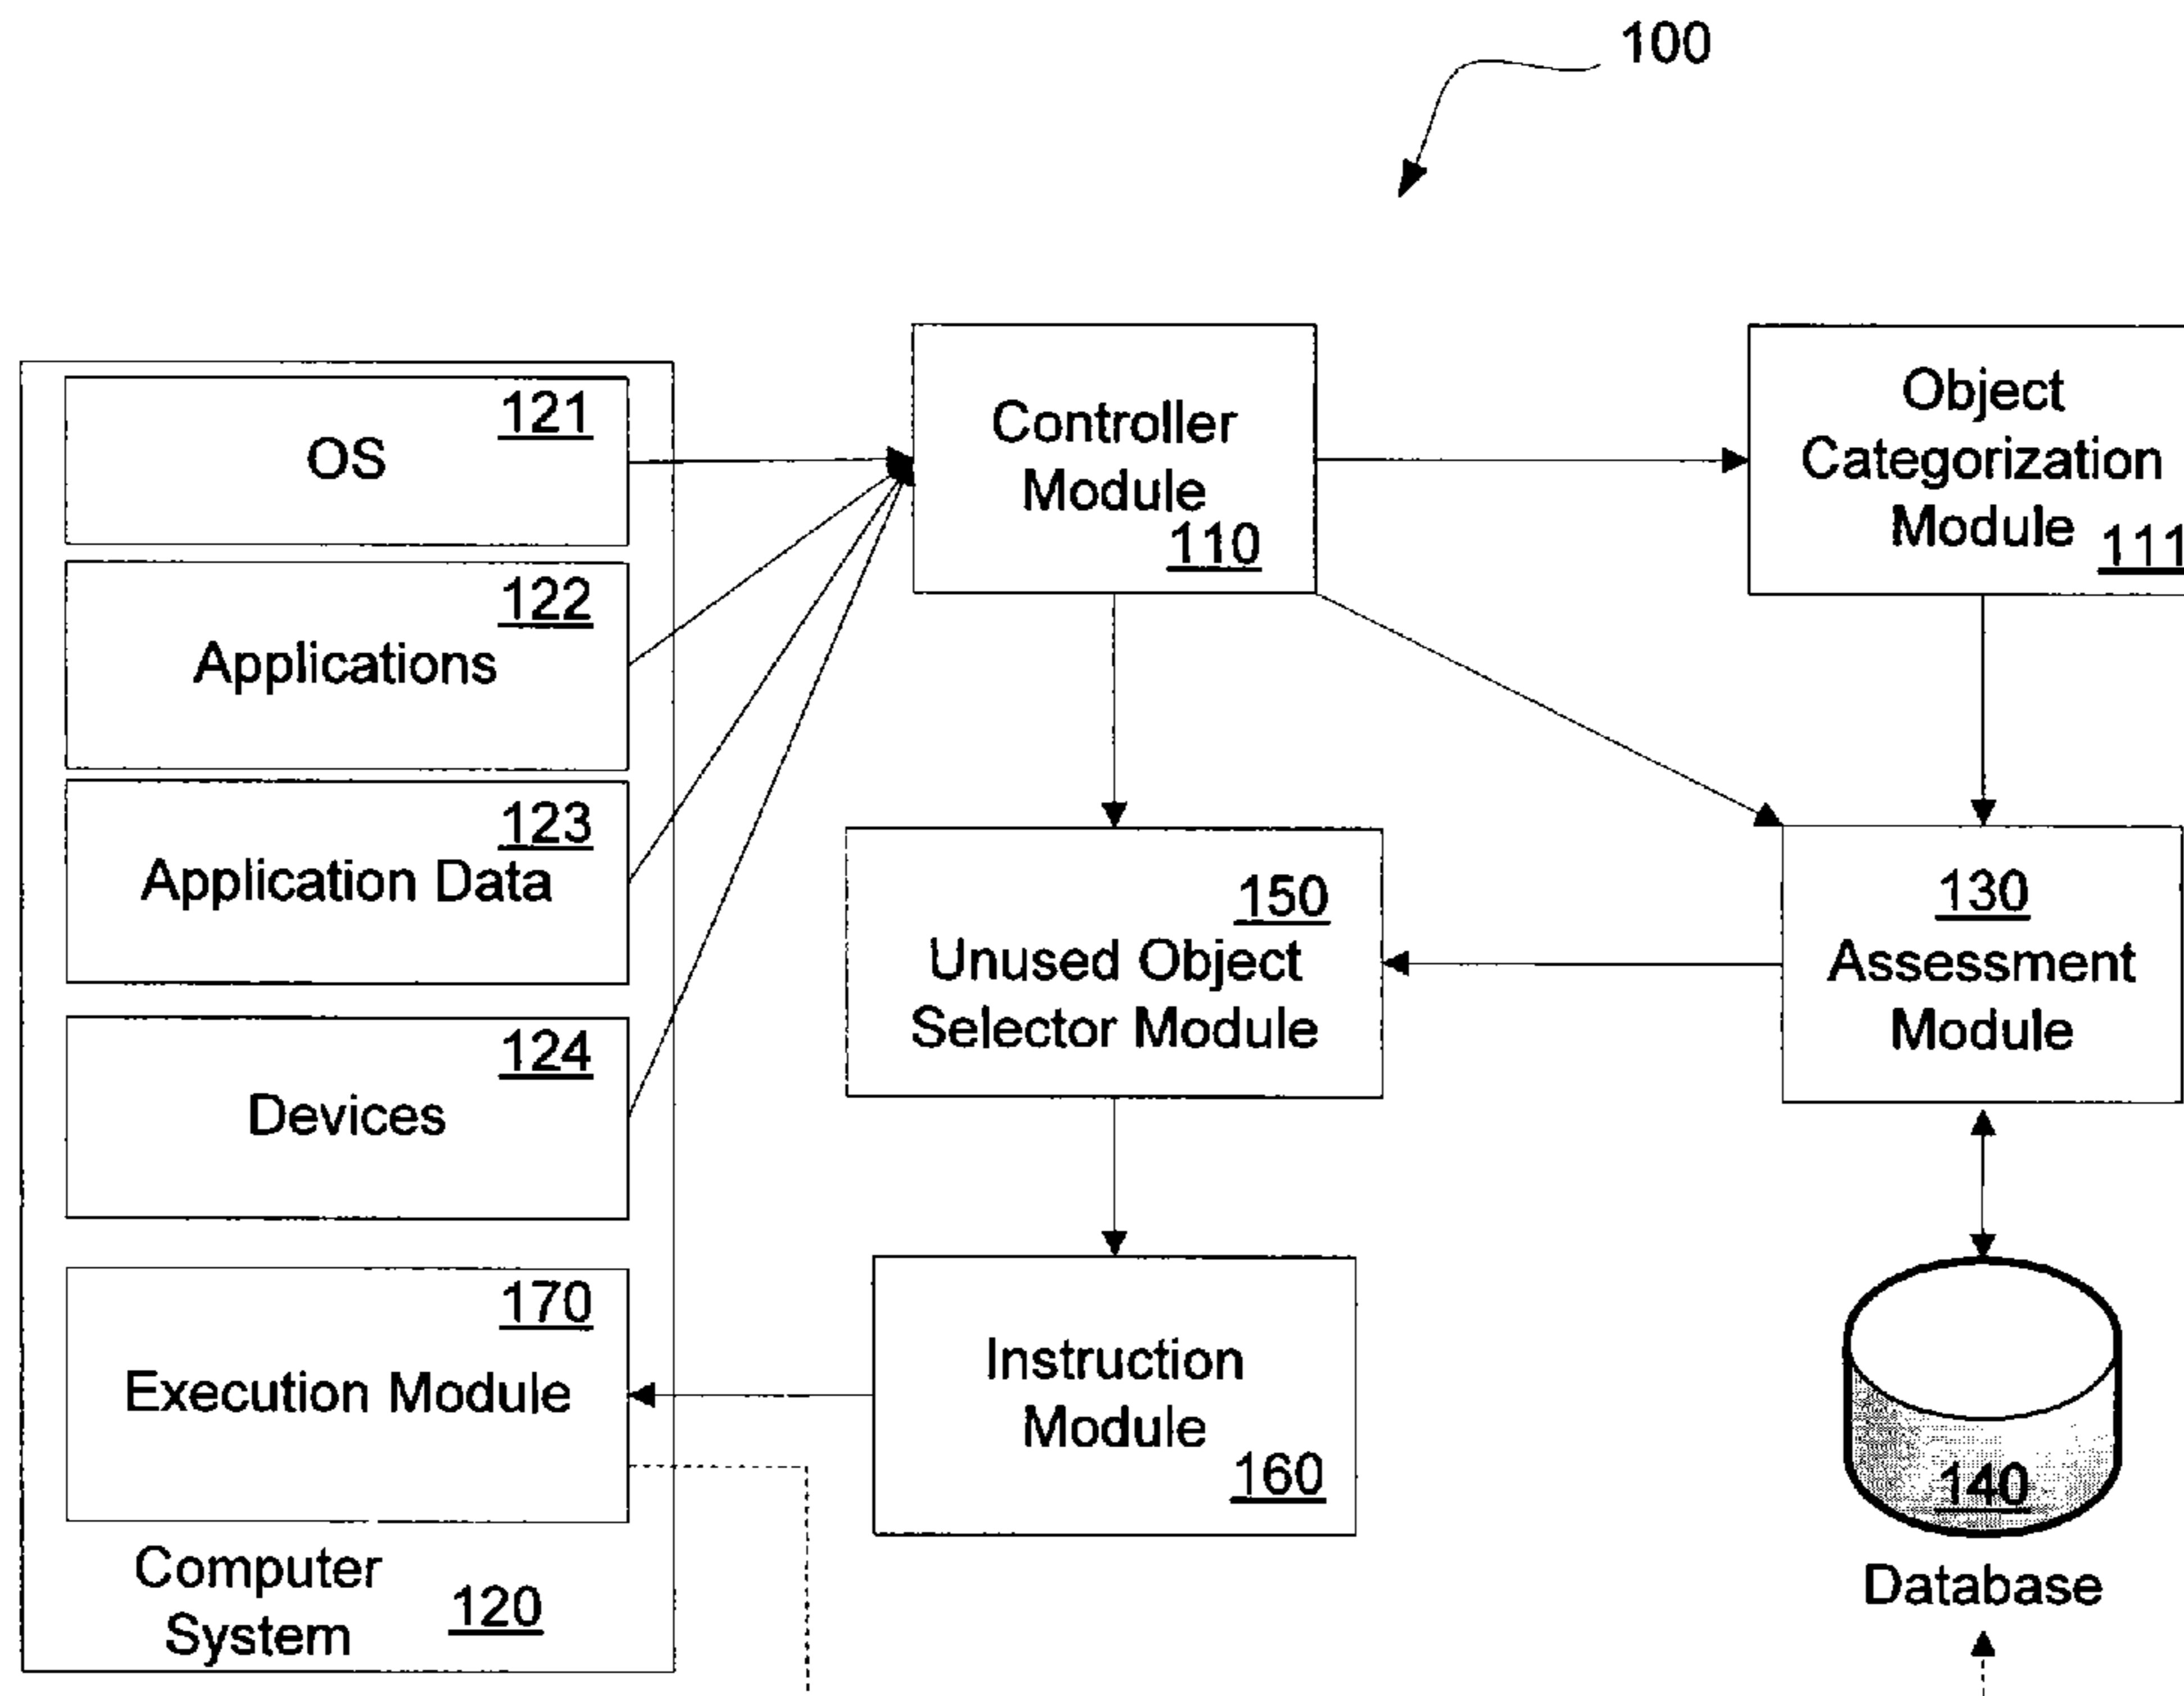 100
121
OS
122
Applications
123
Application Data
124
Devices
170
Execution Module
Computer
System
120
Controller
Module
110
Object
Categorization
Module
111
150
Unused Object
Selector Module
130
Assessment
Module
Instruction
Module
160
140
Database